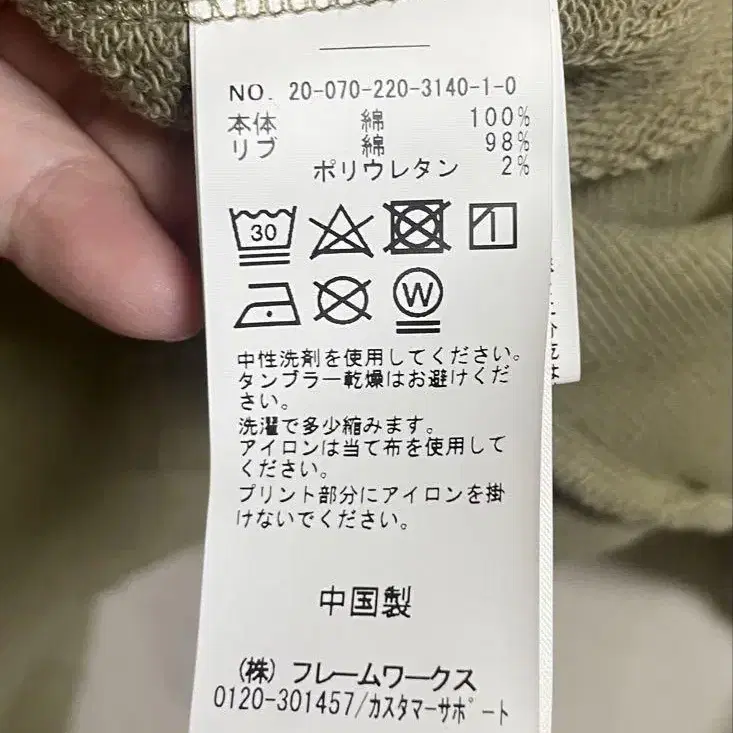 NO. 20-070-220-3140-1-0
本体 綿 100%
リブ 綿 98%
ポリウレタン 2%
30
W
中性洗剤を使用してください。
タンブラー乾燥はお避けくだ
さい。
洗濯で多少縮みます。
アイロンは当て布を使用して
ください。
プリント部分にアイロンを掛
けないでください。
中国製
(株) フレームワークス
0120-301457/カスタマーサポート